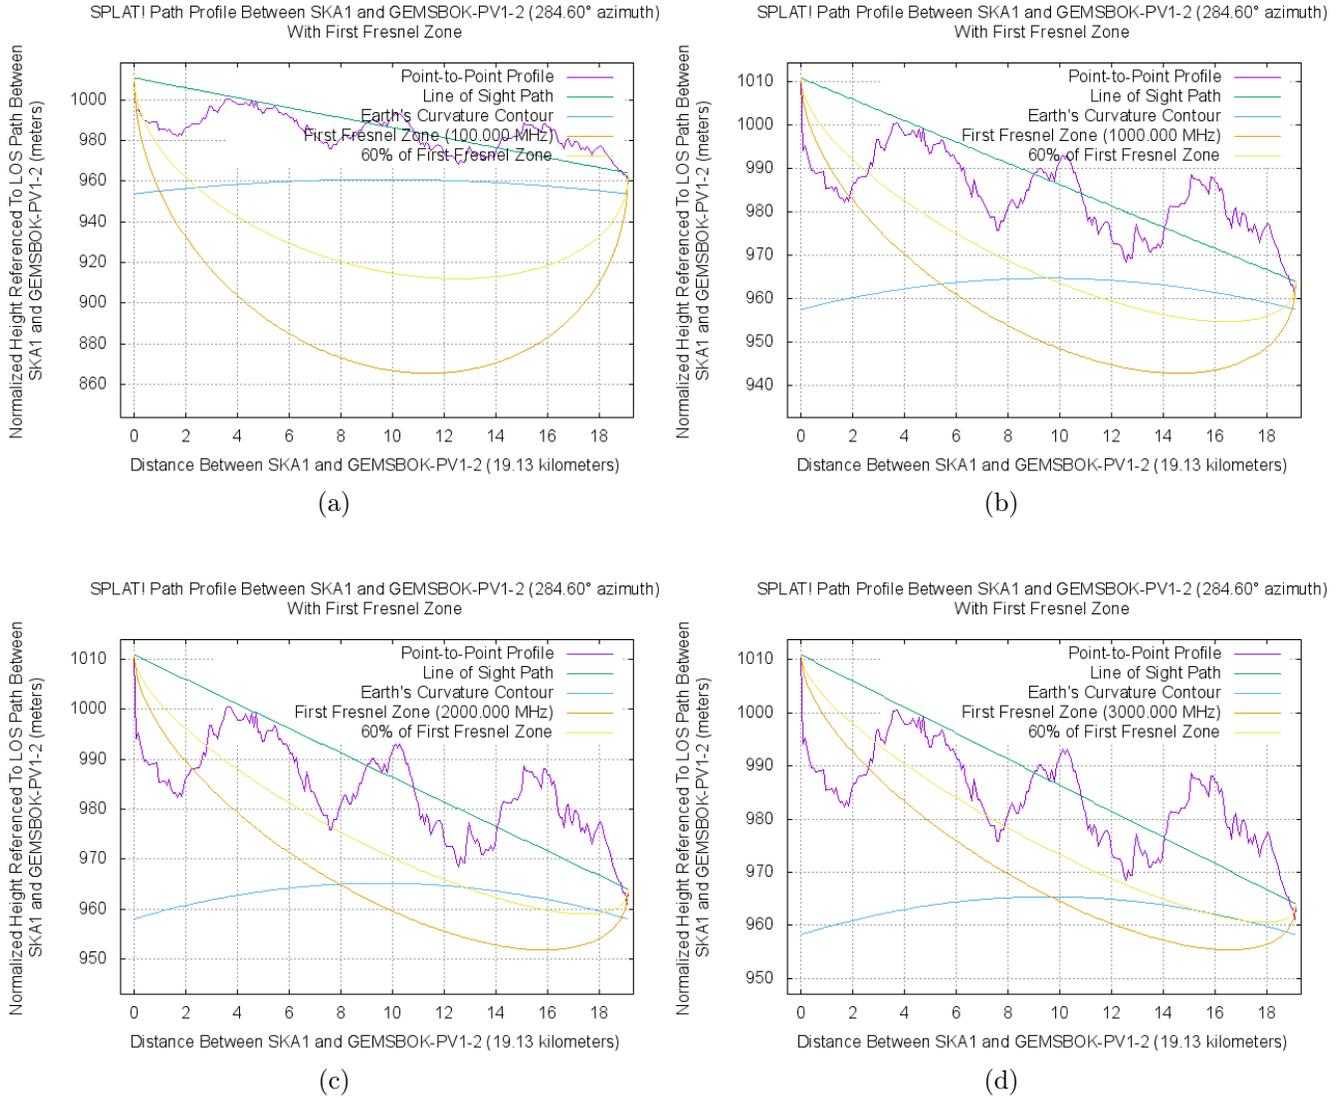 SPLAT! Path Profile Between SKA1 and GEMSBOK-PV1-2 (284.60° azimuth)
With First Fresnel Zone
Normalized Height Referenced To LOS Path Between
SKA1 and GEMSBOK-PV1-2 (meters)
Point-to-Point Profile
Line of Sight Path
Earth's Curvature Contour
First Fresnel Zone (100.000 MHz)
60% of First Fresnel Zone
1000
980
960
940
920
900
880
860
0 2 4 6 8 10 12 14 16 18
Distance Between SKA1 and GEMSBOK-PV1-2 (19.13 kilometers)
(a)
SPLAT! Path Profile Between SKA1 and GEMSBOK-PV1-2 (284.60° azimuth)
With First Fresnel Zone
Normalized Height Referenced To LOS Path Between
SKA1 and GEMSBOK-PV1-2 (meters)
Point-to-Point Profile
Line of Sight Path
Earth's Curvature Contour
First Fresnel Zone (1000.000 MHz)
60% of First Fresnel Zone
1010
1000
990
980
970
960
950
940
0 2 4 6 8 10 12 14 16 18
Distance Between SKA1 and GEMSBOK-PV1-2 (19.13 kilometers)
(b)
SPLAT! Path Profile Between SKA1 and GEMSBOK-PV1-2 (284.60° azimuth)
With First Fresnel Zone
Normalized Height Referenced To LOS Path Between
SKA1 and GEMSBOK-PV1-2 (meters)
Point-to-Point Profile
Line of Sight Path
Earth's Curvature Contour
First Fresnel Zone (2000.000 MHz)
60% of First Fresnel Zone
1010
1000
990
980
970
960
950
0 2 4 6 8 10 12 14 16 18
Distance Between SKA1 and GEMSBOK-PV1-2 (19.13 kilometers)
(c)
SPLAT! Path Profile Between SKA1 and GEMSBOK-PV1-2 (284.60° azimuth)
With First Fresnel Zone
Normalized Height Referenced To LOS Path Between
SKA1 and GEMSBOK-PV1-2 (meters)
Point-to-Point Profile
Line of Sight Path
Earth's Curvature Contour
First Fresnel Zone (3000.000 MHz)
60% of First Fresnel Zone
1010
1000
990
980
970
960
950
0 2 4 6 8 10 12 14 16 18
Distance Between SKA1 and GEMSBOK-PV1-2 (19.13 kilometers)
(d)